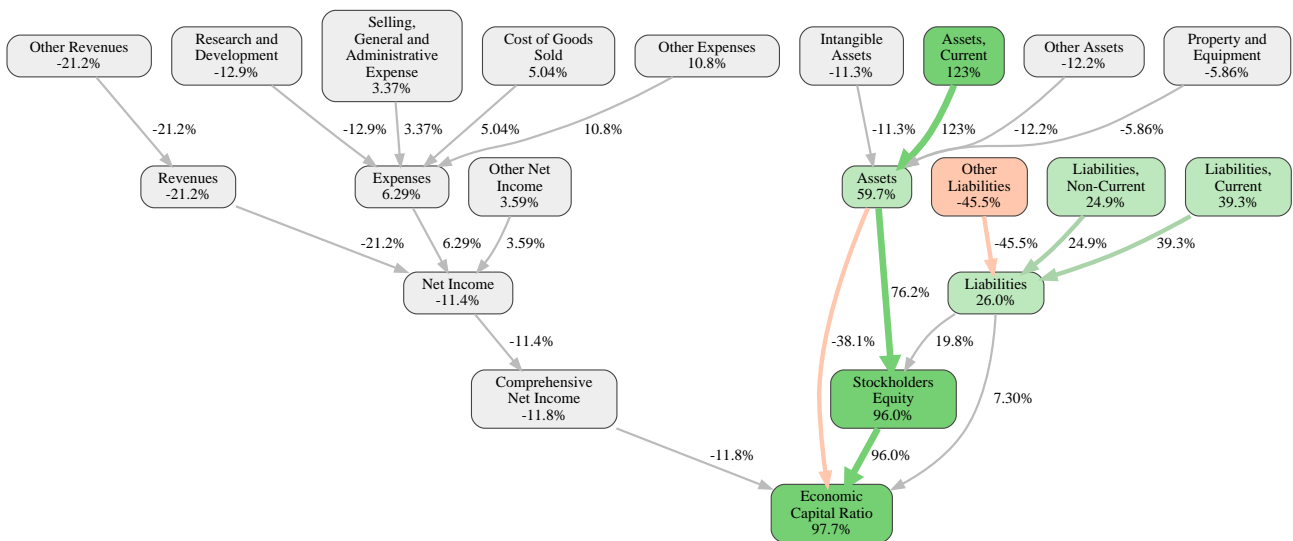 Other Revenues
-21.2%
Research and
Development
-12.9%
Selling,
General and
Administrative
Expense
3.37%
Cost of Goods
Sold
5.04%
Other Expenses
10.8%
Intangible
Assets
-11.3%
Assets,
Current
123%
Other Assets
-12.2%
Property and
Equipment
-5.86%
-21.2%
-12.9%
3.37%
5.04%
10.8%
-11.3%
123%
-12.2%
-5.86%
Revenues
-21.2%
Expenses
6.29%
Other Net
Income
3.59%
Assets
59.7%
Other
Liabilities
-45.5%
Liabilities,
Non-Current
24.9%
Liabilities,
Current
39.3%
-21.2%
6.29%
3.59%
-45.5%
24.9%
39.3%
Net Income
-11.4%
76.2%
Liabilities
26.0%
-11.4%
-38.1%
19.8%
Comprehensive
Net Income
-11.8%
Stockholders
Equity
96.0%
7.30%
-11.8%
96.0%
Economic
Capital Ratio
97.7%